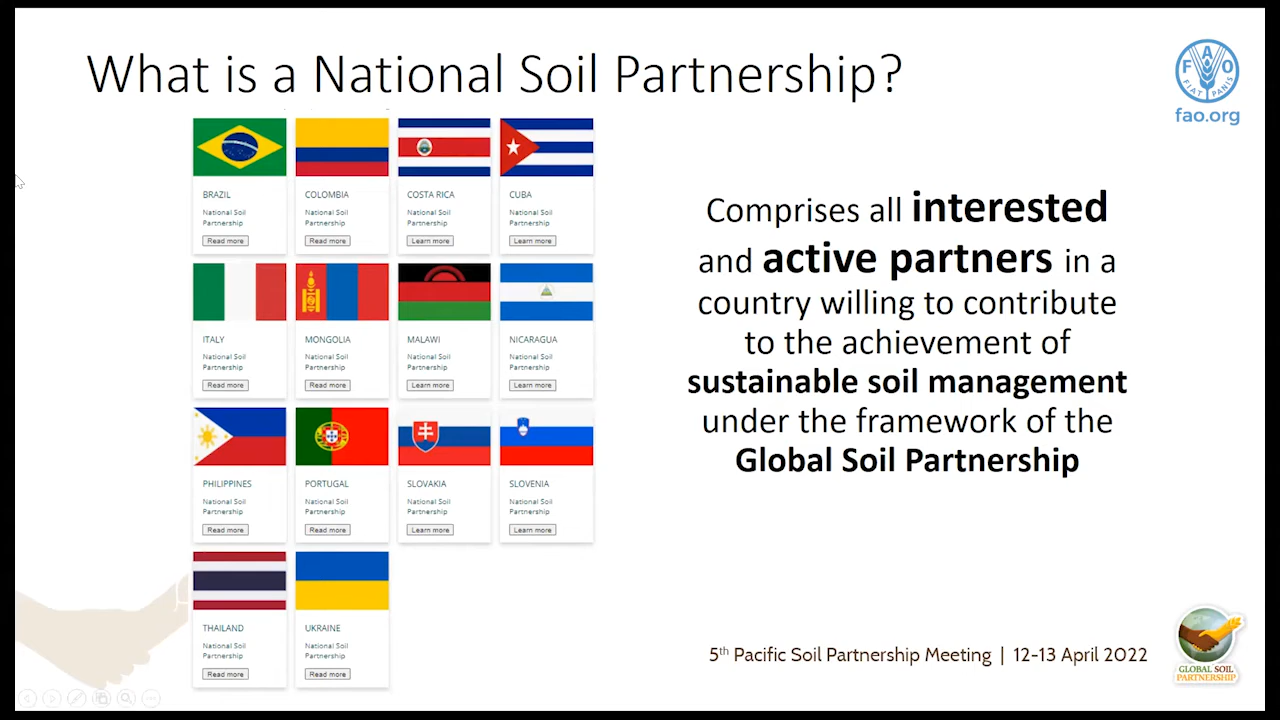 What is a National Soil Partnership?
F A O
FIAT PANIS
fao.org
BRAZIL
National Soil
Partnership
Read more
COLOMBIA
National Soil
Partnership
Read more
COSTA RICA
National Soil
Partnership
Learn more
CUBA
National Soil
Partnership
Learn more
ITALY
National Soil
Partnership
Read more
MONGOLIA
National Soil
Partnership
Read more
MALAWI
National Soil
Partnership
Learn more
NICARAGUA
National Soil
Partnership
Learn more
PHILIPPINES
National Soil
Partnership
Read more
PORTUGAL
National Soil
Partnership
Read more
SLOVAKIA
National Soil
Partnership
Learn more
SLOVENIA
National Soil
Partnership
Learn more
THAILAND
National Soil
Partnership
Read more
UKRAINE
National Soil
Partnership
Read more
Comprises all interested
and active partners in a
country willing to contribute
to the achievement of
sustainable soil management
under the framework of the
Global Soil Partnership
5th Pacific Soil Partnership Meeting | 12-13 April 2022
GLOBAL SOIL
PARTNERSHIP